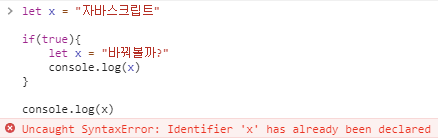 let x = "자바스크립트"
if(true){
let x = "바꿔볼까?"
console.log(x)
}
console.log(x)
Uncaught SyntaxError: Identifier 'x' has already been declared